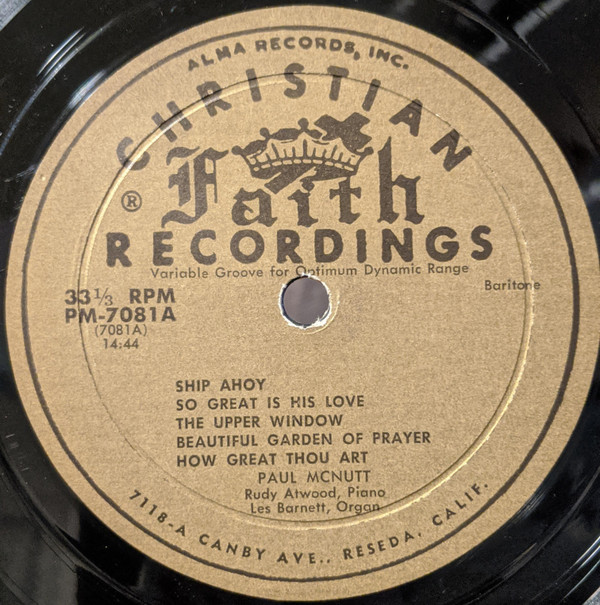 ALMA RECORDS, INC.
CHRISTIAN
Faith
®
RECORDINGS
Variable Groove for Optimum Dynamic Range
Baritone
33⅓ RPM
PM-7081A
(7081A)
14:44
SHIP AHOY
SO GREAT IS HIS LOVE
THE UPPER WINDOW
BEAUTIFUL GARDEN OF PRAYER
HOW GREAT THOU ART
PAUL MCNUTT
Rudy Atwood, Piano
Les Barnett, Organ
7118-A CANBY AVE., RESEDA, CALIF.